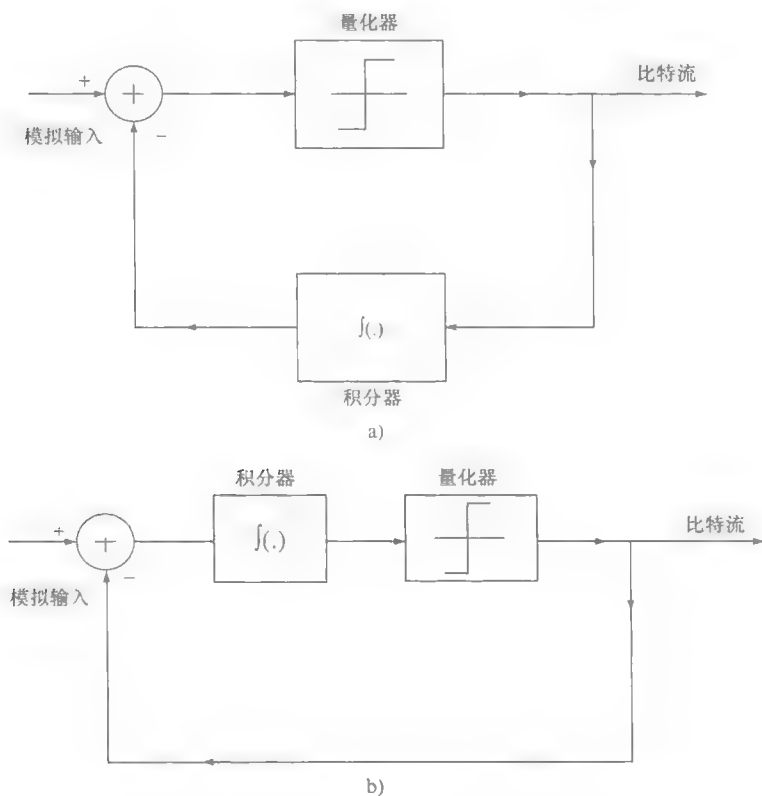 量化器
比特流
+
+
模拟输入
−
∫(.)
积分器
a)
积分器
量化器
比特流
+
+
∫(.)
模拟输入
−
b)